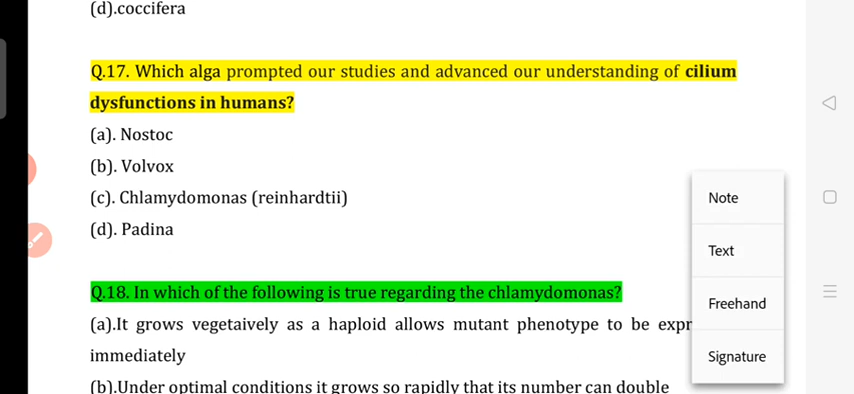 (d).coccifera
Q.17. Which alga prompted our studies and advanced our understanding of cilium
dysfunctions in humans?
(a). Nostoc
(b). Volvox
(c). Chlamydomonas (reinhardtii)
(d). Padina
Q.18. In which of the following is true regarding the chlamydomonas?
(a).It grows vegetaively as a haploid allows mutant phenotype to be expr
immediately
(b).Under optimal conditions it grows so rapidly that its number can double
Note
Text
Freehand
Signature